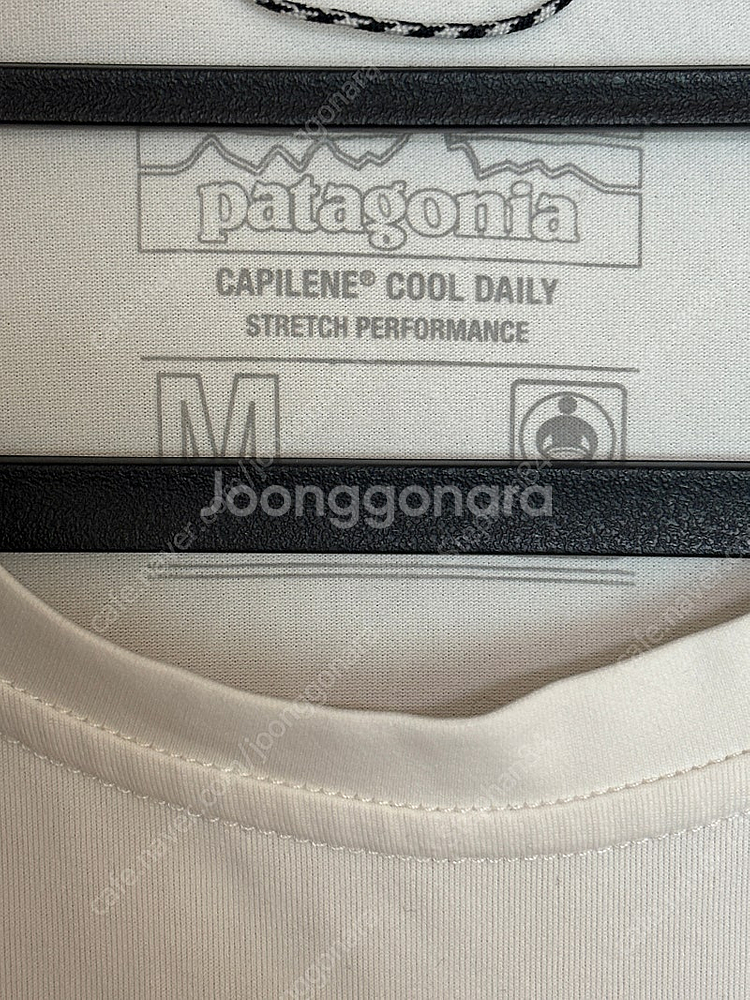 patagonia
CAPILENE® COOL DAILY
STRETCH PERFORMANCE
M
Joonggonara